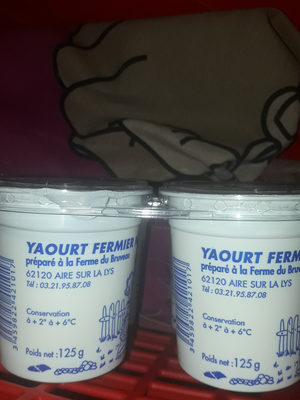 YAOURT FERMIER
préparé à la Ferme du Bruveau
62120 AIRE SUR LA LYS
Tél : 03.21.95.87.08
Conservation
à + 2° à + 6°C
Poids net : 125 g
YAOURT FERMIER
préparé à la Ferme du Bruveau
62120 AIRE SUR LA LYS
Tél : 03.21.95.87.08
Conservation
à + 2° à + 6°C
Poids net : 125 g